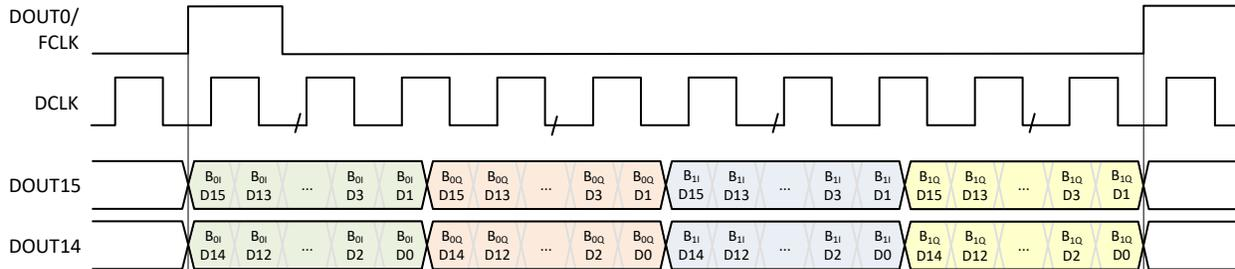 DOUT0/
FCLK
DCLK
DOUT15
B0I B0I ... B0I B0I B0Q B0Q ... B0Q B0Q B1I B1I ... B1I B1I B1Q B1Q ... B1Q B1Q
D15 D13 D3 D1 D15 D13 D3 D1 D15 D13 D3 D1 D15 D13 D3 D1
DOUT14
B0I B0I ... B0I B0I B0Q B0Q ... B0Q B0Q B1I B1I ... B1I B1I B1Q B1Q ... B1Q B1Q
D14 D12 D2 D0 D14 D12 D2 D0 D14 D12 D2 D0 D14 D12 D2 D0